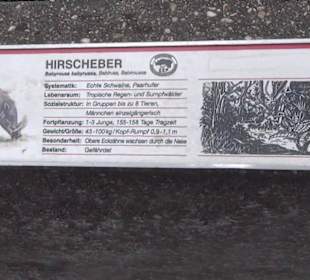 HIRSCHEBER
Babyrousa babyrussa, Babirusa, Babiroussa
Systematik: Echte Schweine, Paarhufer
Lebensraum: Tropische Regen- und Sumpfwälder
Sozialstruktur: In Gruppen bis zu 8 Tieren,
Männchen einzelgängerisch
Fortpflanzung: 1-3 Junge, 155-158 Tage Tragzeit
Gewicht/Größe: 43-100kg / Kopf-Rumpf 0,9-1,1 m
Besonderheit: Obere Eckzähne wachsen durch die Nase
Bestand: Gefährdet